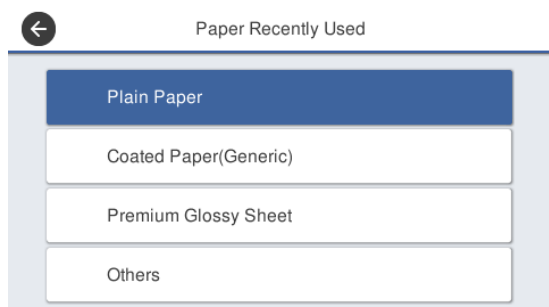 Paper Recently Used
Plain Paper
Coated Paper(Generic)
Premium Glossy Sheet
Others